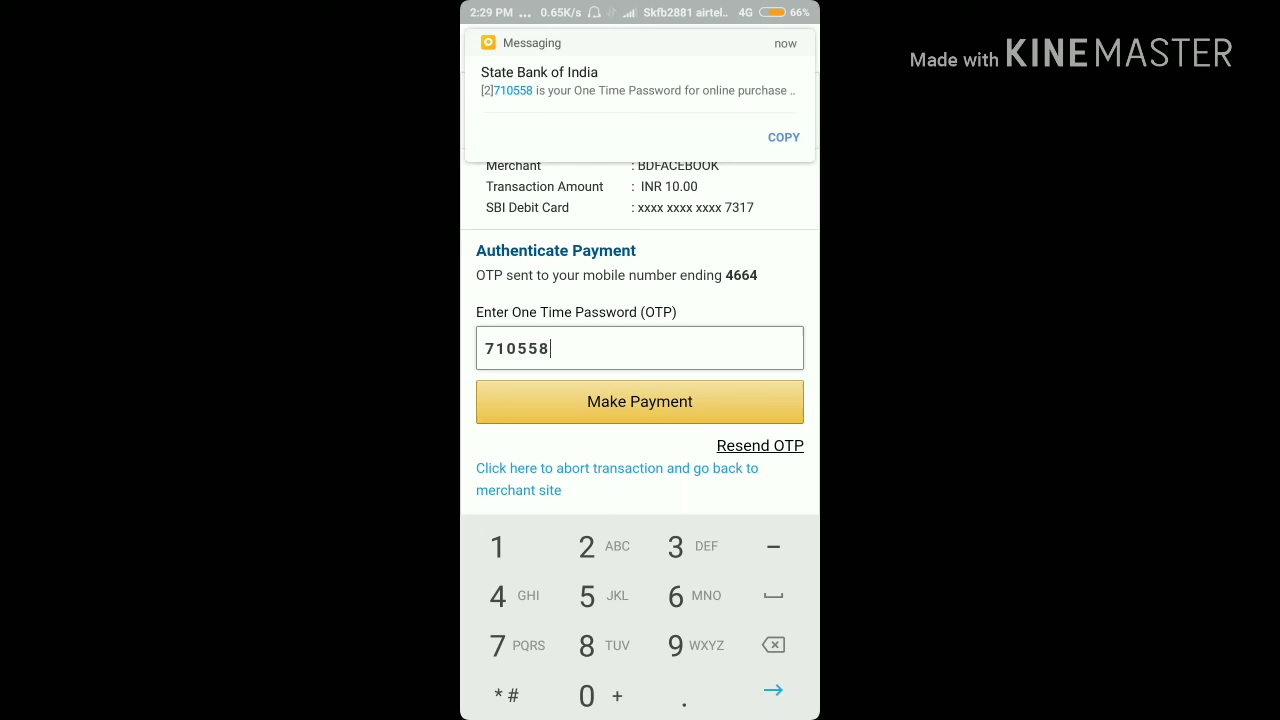 2:29 PM ... 0.65K/s Skfb2881 airtel.. 4G 66%
Made with KINEMASTER
Messaging now
State Bank of India
[2]710558 is your One Time Password for online purchase ..
COPY
Merchant : BDFACEBOOK
Transaction Amount : INR 10.00
SBI Debit Card : xxxx xxxx xxxx 7317
Authenticate Payment
OTP sent to your mobile number ending 4664
Enter One Time Password (OTP)
710558
Make Payment
Resend OTP
Click here to abort transaction and go back to
merchant site
1 2 ABC 3 DEF –
4 GHI 5 JKL 6 MNO
7 PQRS 8 TUV 9 WXYZ
* # 0 + .